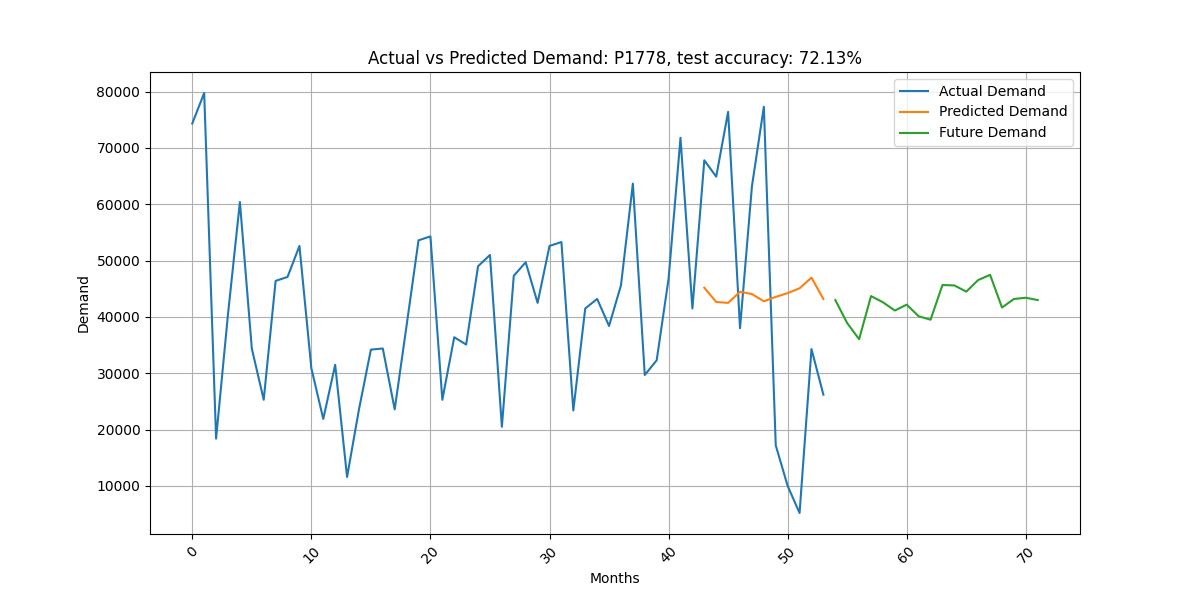 Actual vs Predicted Demand: P1778, test accuracy: 72.13%
Actual Demand
Predicted Demand
Future Demand
80000
70000
60000
50000
40000
30000
20000
10000
Demand
0 10 20 30 40 50 60 70
Months